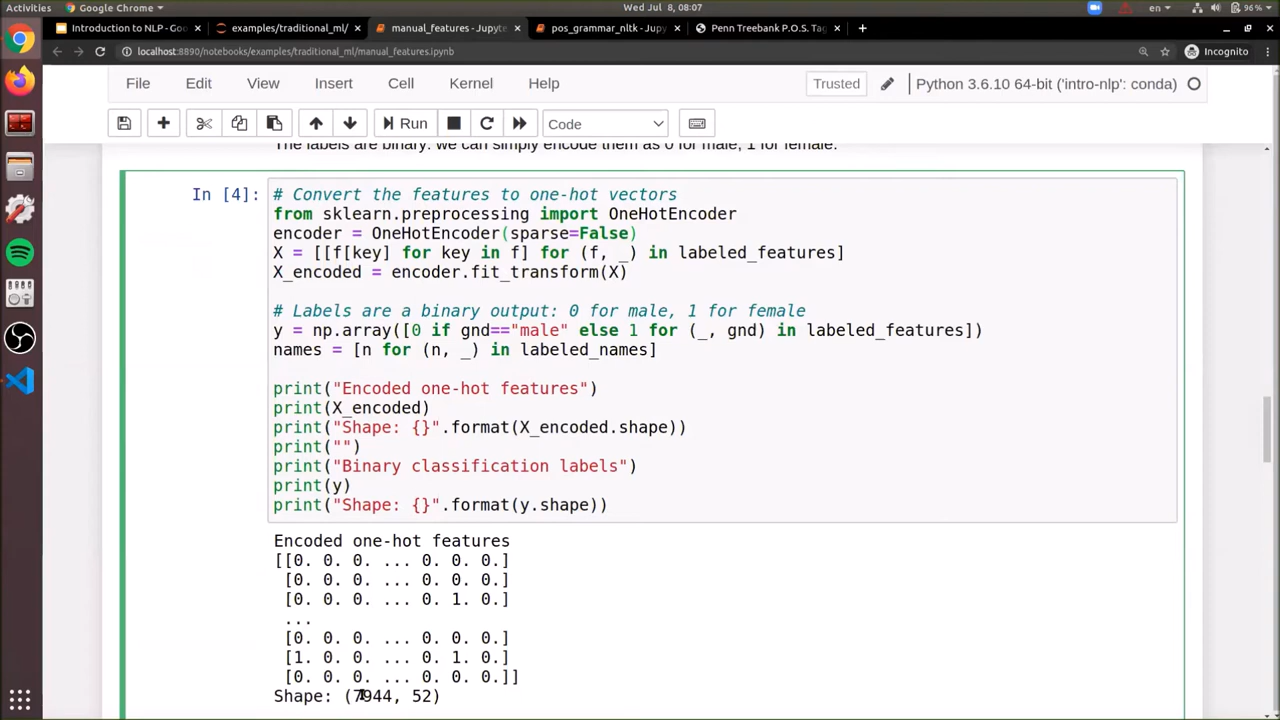 Activities
Google Chrome
Wed Jul 8, 08:07
en
96 %
Introduction to NLP - Goo
examples/traditional_ml/
manual_features - Jupyte
pos_grammar_nltk - Jupy
Penn Treebank P.O.S. Tag
localhost:8890/notebooks/examples/traditional_ml/manual_features.ipynb
Incognito
File Edit View Insert Cell Kernel Help
Trusted
Python 3.6.10 64-bit ('intro-nlp': conda)
Run
Code
The labels are binary: we can simply encode them as 0 for male, 1 for female.
In [4]:
# Convert the features to one-hot vectors
from sklearn.preprocessing import OneHotEncoder
encoder = OneHotEncoder(sparse=False)
X = [[f[key] for key in f] for (f, _) in labeled_features]
X_encoded = encoder.fit_transform(X)
# Labels are a binary output: 0 for male, 1 for female
y = np.array([0 if gnd=="male" else 1 for (_, gnd) in labeled_features])
names = [n for (n, _) in labeled_names]
print("Encoded one-hot features")
print(X_encoded)
print("Shape: {}".format(X_encoded.shape))
print("")
print("Binary classification labels")
print(y)
print("Shape: {}".format(y.shape))
Encoded one-hot features
[[0. 0. 0. ... 0. 0. 0.]
[0. 0. 0. ... 0. 0. 0.]
[0. 0. 0. ... 0. 1. 0.]
...
[0. 0. 0. ... 0. 0. 0.]
[1. 0. 0. ... 0. 1. 0.]
[0. 0. 0. ... 0. 0. 0.]]
Shape: (7944, 52)